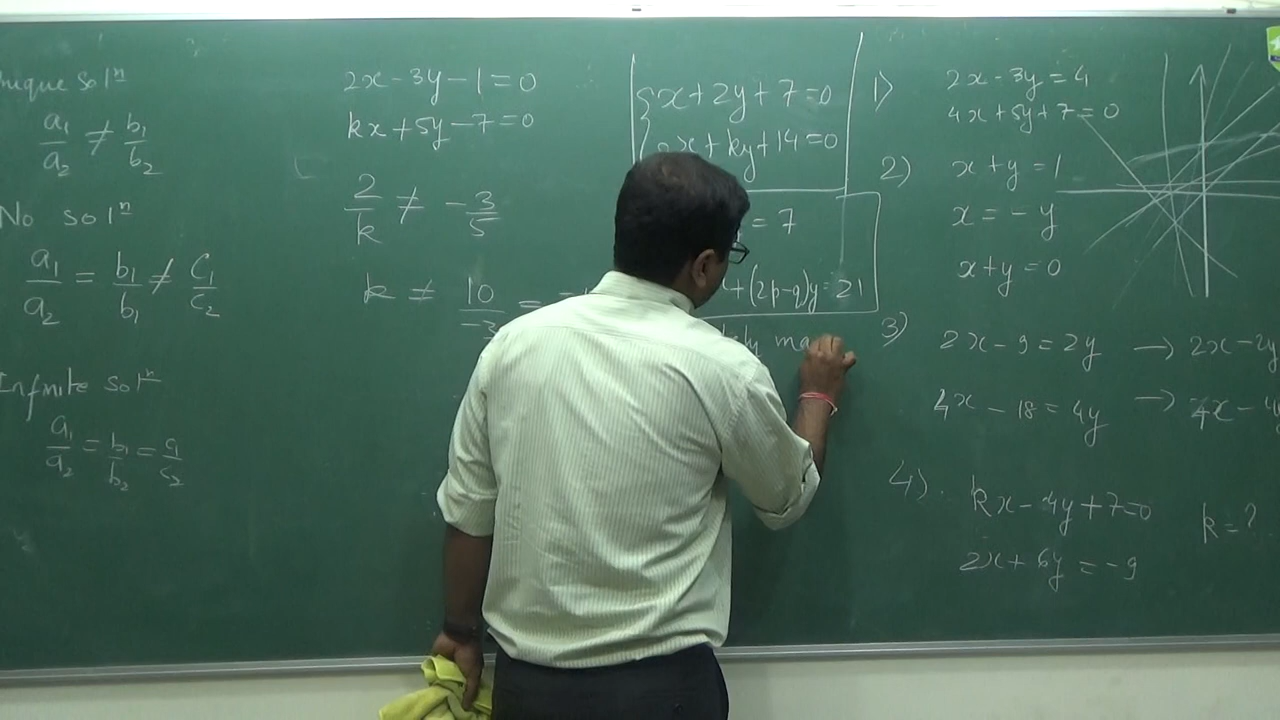 solⁿ
a₁/a₂ ≠ b₁/b₂
No solⁿ
a₁/a₂ = b₁/b₁ ≠ C₁/C₂
Infinite solⁿ
a₁/a₂ = b₁/b₂ = c₁/c₂
2x - 3y - 1 = 0
kx + 5y - 7 = 0
2/k ≠ -3/5
k ≠ 10/-3 =
x + 2y + 7 = 0
x + ky + 14 = 0
= 7
+ (2p-q)y = 21
1) 2x - 3y = 4
4x + 5y + 7 = 0
2) x + y = 1
x = - y
x + y = 0
3) 2x - 9 = 2y → 2x - 2y
4x - 18 = 4y → 4x - 4y
4). kx - 4y + 7 = 0
2x + 6y = - 9
k = ?